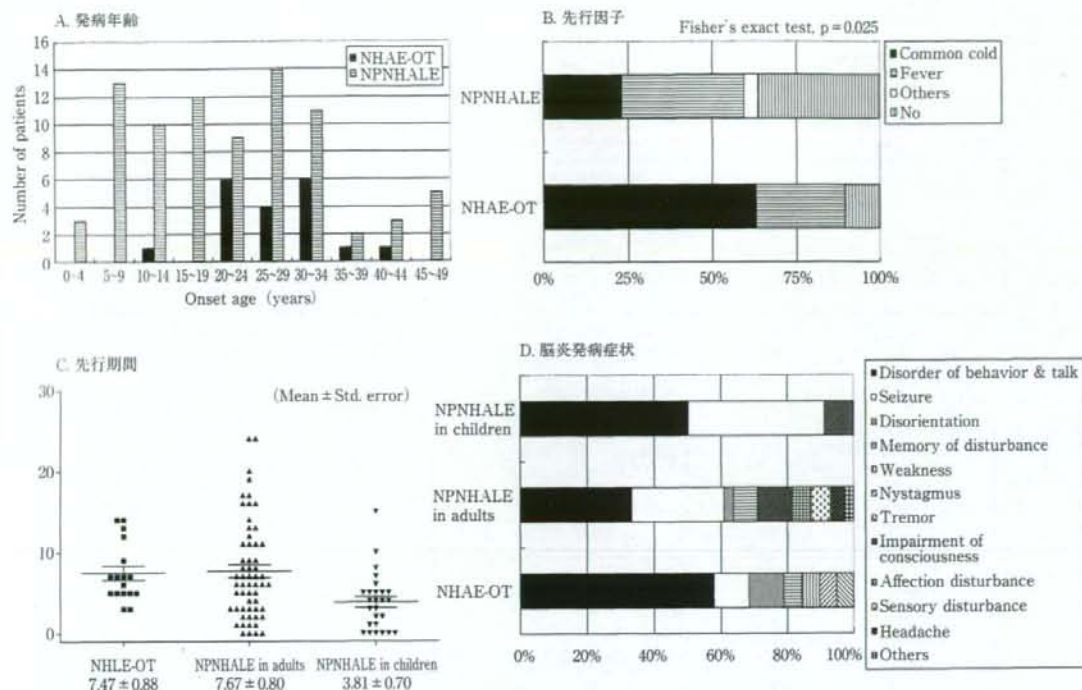 A. 発病年齢
16
14
12
10
8
6
4
2
0
Number of patients
NHAE-OT
NPNHALE
0~4 5~9 10~14 15~19 20~24 25~29 30~34 35~39 40~44 45~49
Onset age (years)
B. 先行因子
Fisher's exact test, p=0.025
NPNHALE
NHAE-OT
0% 25% 50% 75% 100%
Common cold
Fever
Others
No
C. 先行期間
(Mean ± Std. error)
30
20
10
0
NHLE-OT NPNHALE in adults NPNHALE in children
7.47 ± 0.88 7.67 ± 0.80 3.81 ± 0.70
D. 脳炎発病症状
NPNHALE
in children
NPNHALE
in adults
NHAE-OT
0% 20% 40% 60% 80% 100%
Disorder of behavior & talk
Seizure
Disorientation
Memory of disturbance
Weakness
Nystagmus
Tremor
Impairment of
consciousness
Affection disturbance
Sensory disturbance
Headache
Others